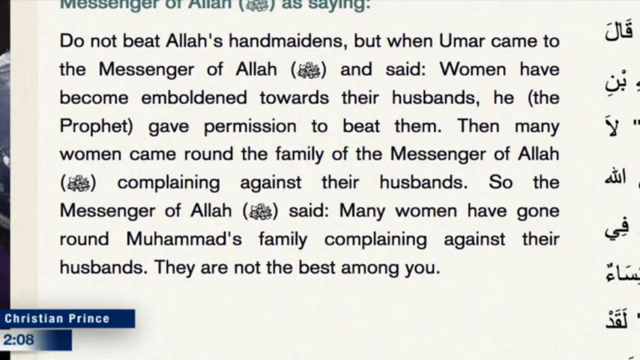 Messenger of Allah (ﷺ) as saying:
Do not beat Allah's handmaidens, but when Umar came to
the Messenger of Allah (ﷺ) and said: Women have
become emboldened towards their husbands, he (the
Prophet) gave permission to beat them. Then many
women came round the family of the Messenger of Allah
(ﷺ) complaining against their husbands. So the
Messenger of Allah (ﷺ) said: Many women have gone
round Muhammad's family complaining against their
husbands. They are not the best among you.
قَالَ
بْنِ
" لاَ
الله
فِي
نِسَاءٌ
" لَقَدْ
Christian Prince
2:08